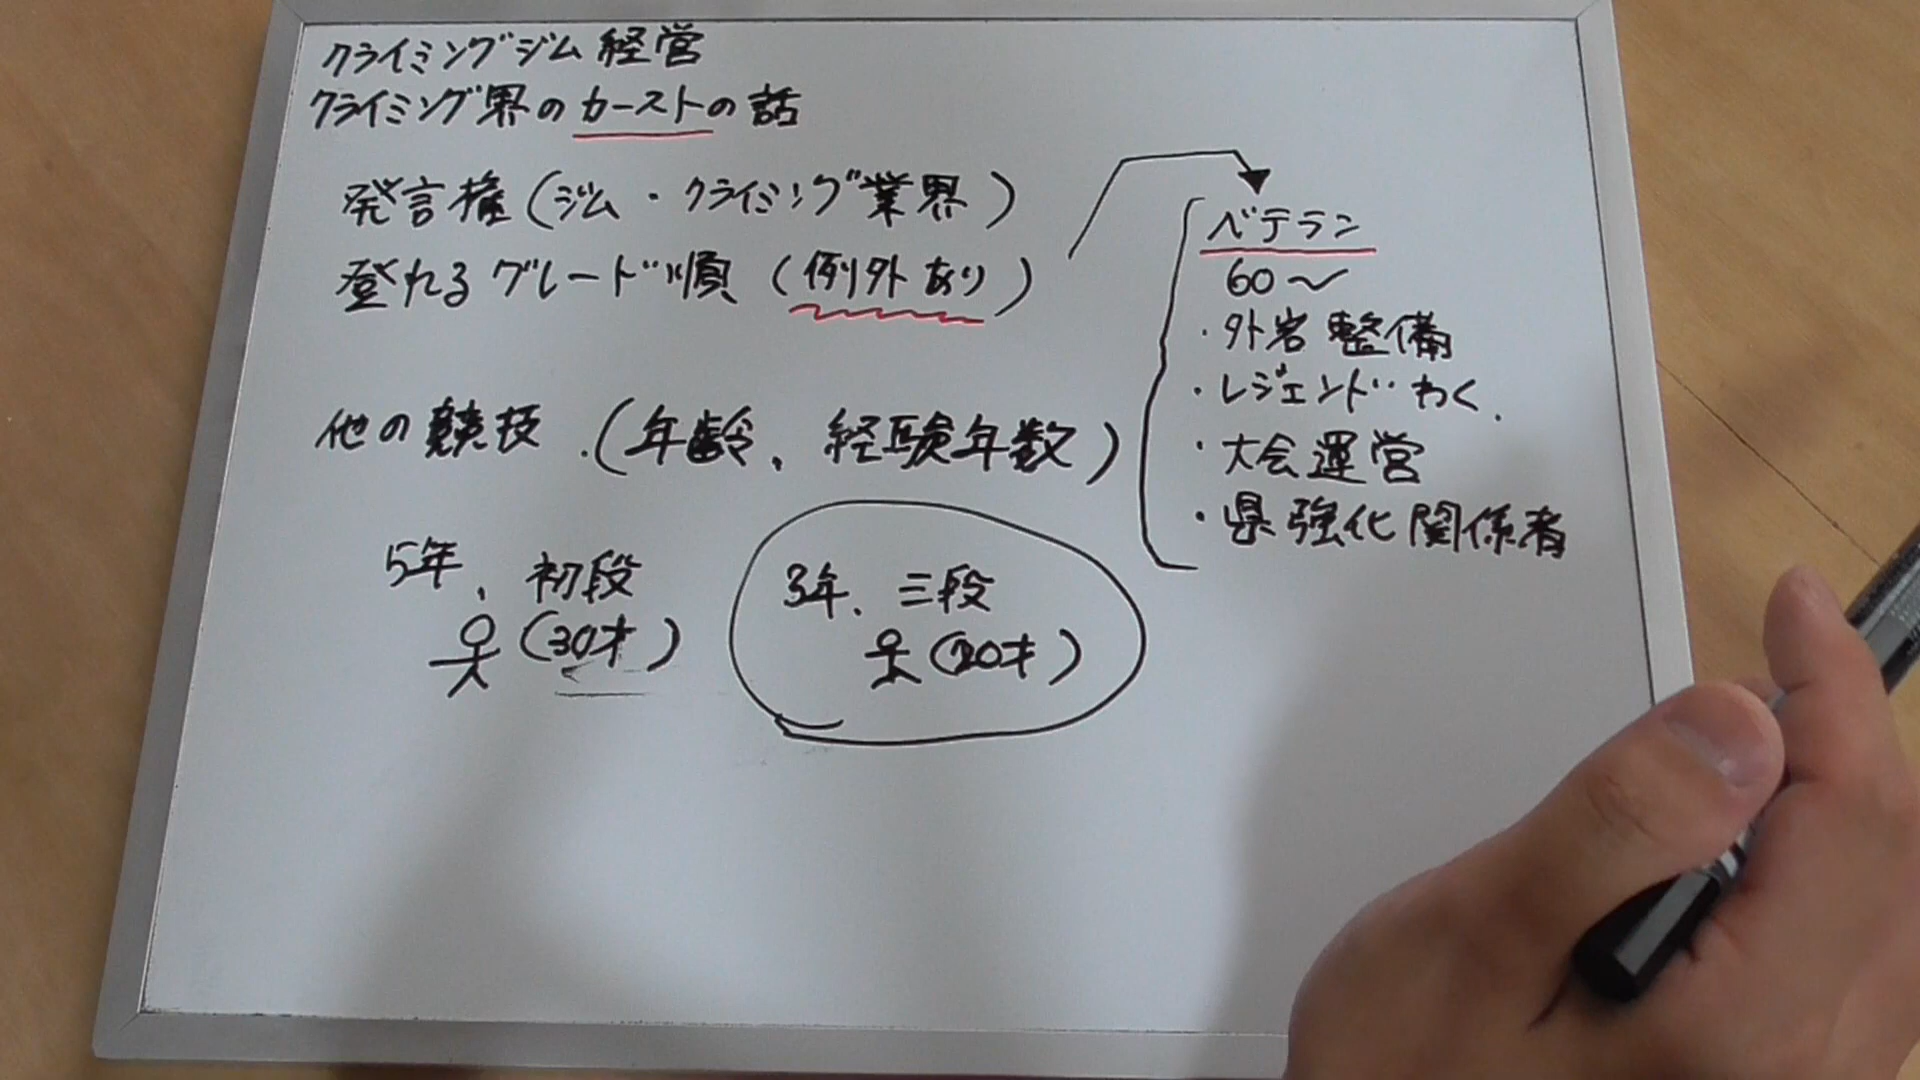 クライミングジム経営
クライミング界のカーストの話
発言権(ジム・クライミング業界)
登れるグレード順(例外あり)
他の競技.(年齢、経験年数)
5年、初段
(30才)
3年、三段
(20才)
ベテラン
60〜
・外岩整備
・レジェンドわく.
・大会運営
・県強化関係者